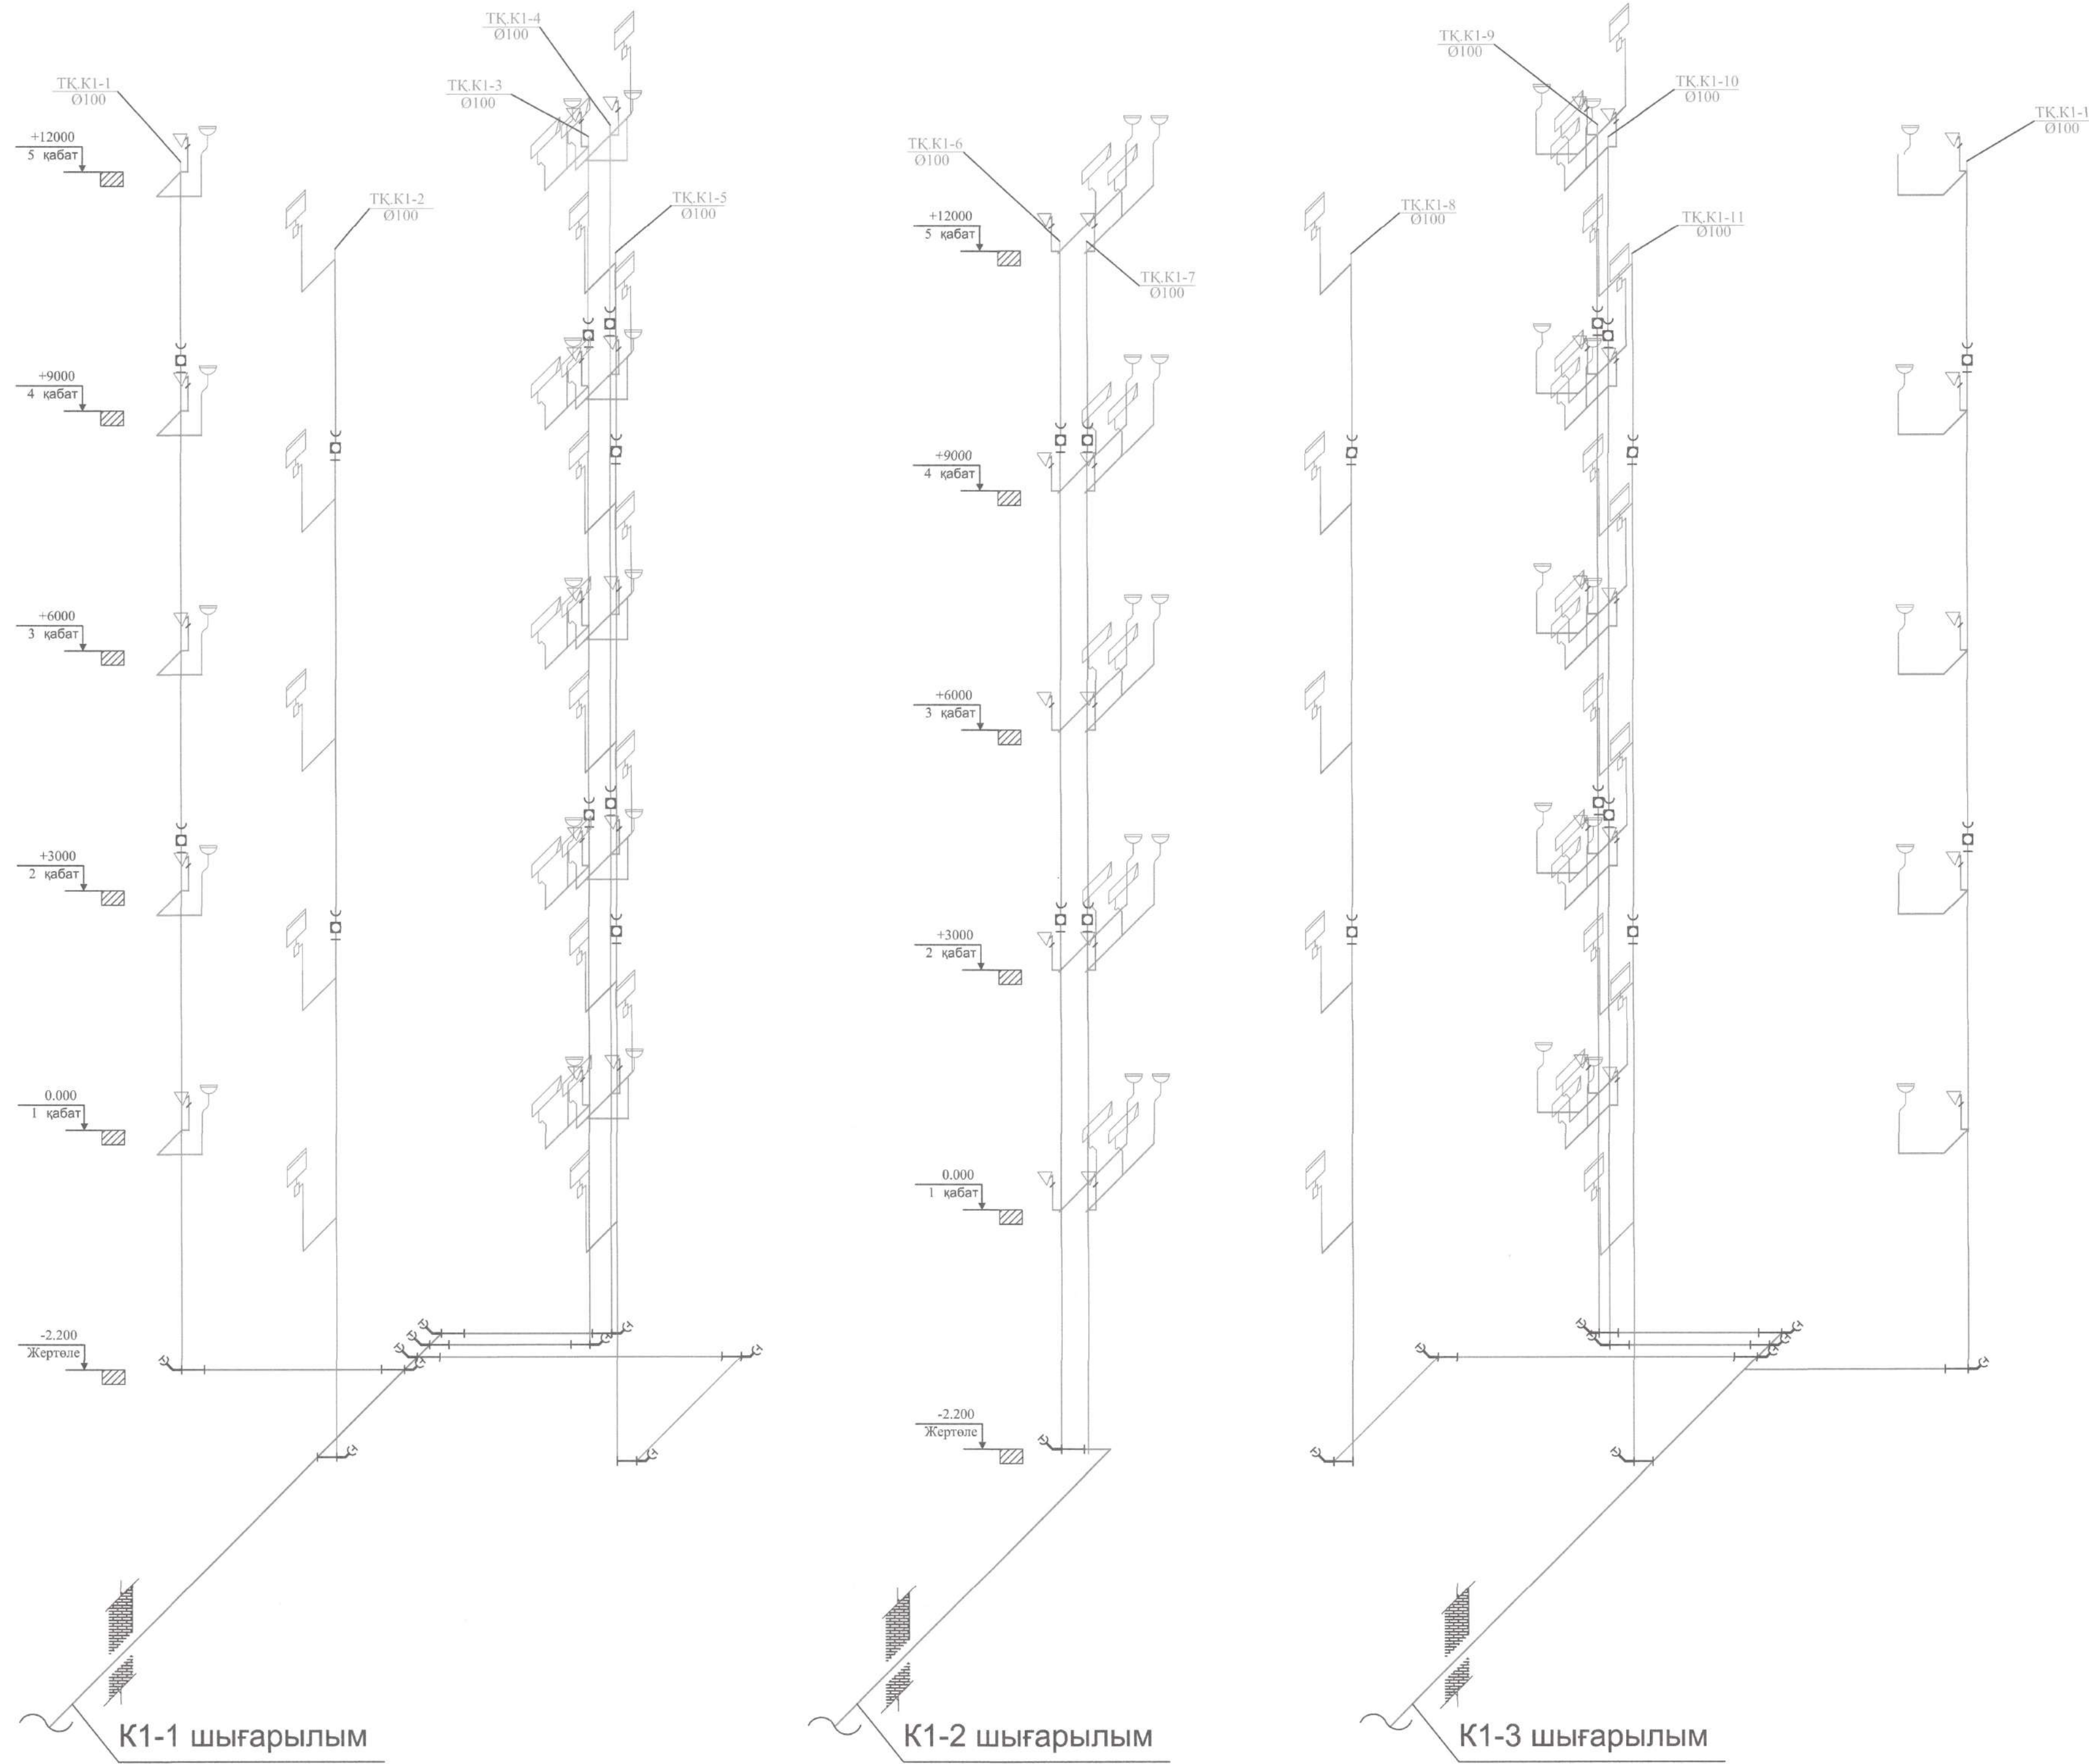 ТҚ.К1-4
Ø100
ТҚ.К1-3
Ø100
ТҚ.К1-1
Ø100
+12000
5 қабат
ТҚ.К1-2
Ø100
ТҚ.К1-5
Ø100
+9000
4 қабат
+6000
3 қабат
+3000
2 қабат
0.000
1 қабат
-2.200
Жертөле
К1-1 шығарылым
ТҚ.К1-6
Ø100
+12000
5 қабат
ТҚ.К1-7
Ø100
+9000
4 қабат
+6000
3 қабат
+3000
2 қабат
0.000
1 қабат
-2.200
Жертөле
К1-2 шығарылым
ТҚ.К1-9
Ø100
ТҚ.К1-10
Ø100
ТҚ.К1-1
Ø100
ТҚ.К1-8
Ø100
ТҚ.К1-11
Ø100
К1-3 шығарылым